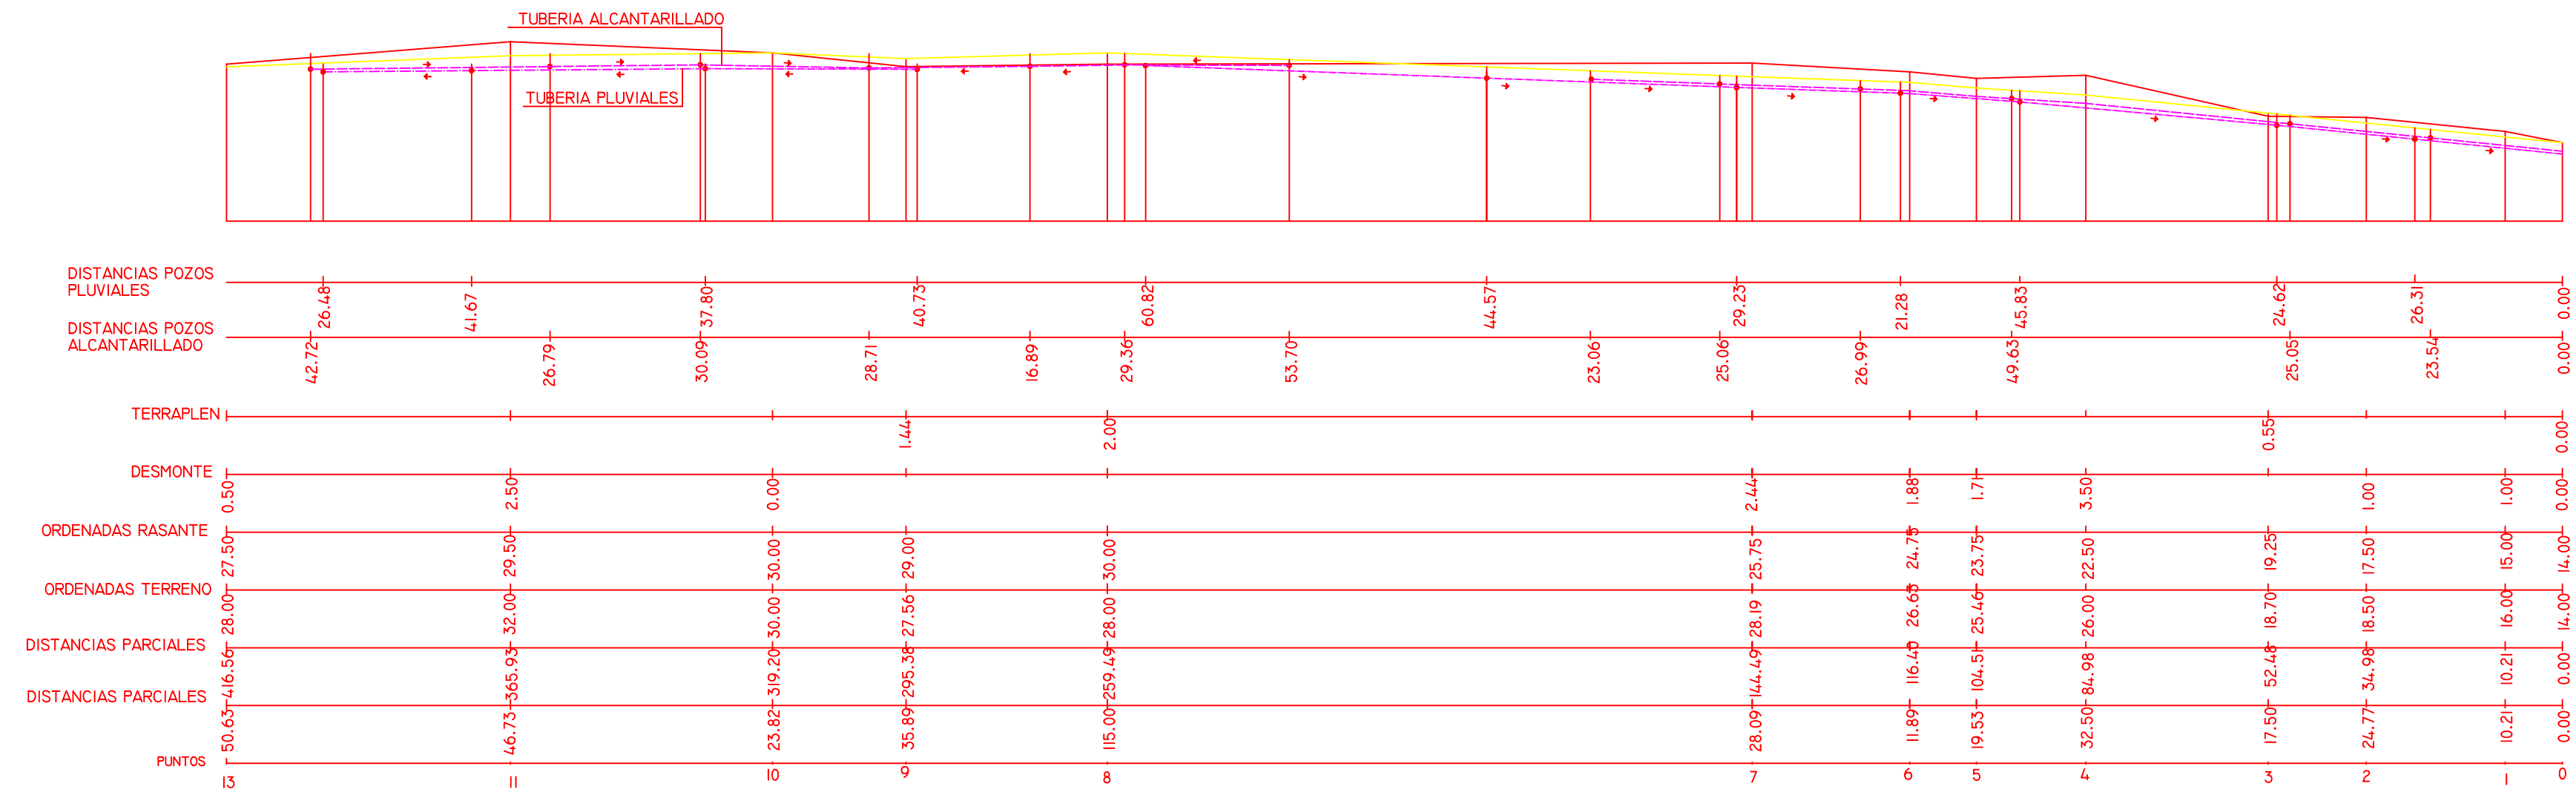 TUBERIA ALCANTARILLADO
TUBERIA PLUVIALES
DISTANCIAS POZOS
PLUVIALES
26.48 41.67 37.80 40.73 60.82 44.57 29.23 21.28 45.83 24.62 26.31 0.00
DISTANCIAS POZOS
ALCANTARILLADO
42.72 26.79 30.09 28.71 16.89 29.36 53.70 23.06 25.06 26.99 49.63 25.05 23.54 0.00
TERRAPLEN
1.44 2.00 0.55 0.00
DESMONTE
0.50 2.50 0.00 2.44 1.88 1.71 3.50 1.00 1.00 0.00
ORDENADAS RASANTE
27.50 29.50 30.00 29.00 30.00 25.75 24.75 23.75 22.50 19.25 17.50 15.00 14.00
ORDENADAS TERRENO
28.00 32.00 30.00 27.56 28.00 28.19 26.63 25.46 26.00 18.70 18.50 16.00 14.00
DISTANCIAS PARCIALES
416.56 365.93 319.20 295.38 259.49 144.49 116.40 104.51 84.98 52.48 34.98 10.21 0.00
DISTANCIAS PARCIALES
50.63 46.73 23.82 35.89 115.00 28.09 11.89 19.53 32.50 17.50 24.77 10.21 0.00
PUNTOS
13 11 10 9 8 7 6 5 4 3 2 1 0